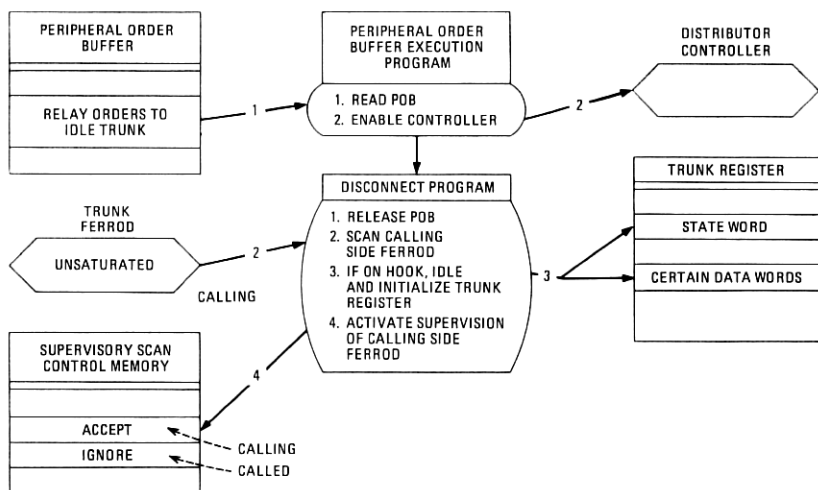 PERIPHERAL ORDER
BUFFER
RELAY ORDERS TO
IDLE TRUNK
1
PERIPHERAL ORDER
BUFFER EXECUTION
PROGRAM
1. READ POB
2. ENABLE CONTROLLER
2
DISTRIBUTOR
CONTROLLER
TRUNK
FERROD
UNSATURATED
2
CALLING
DISCONNECT PROGRAM
1. RELEASE POB
2. SCAN CALLING
SIDE FERROD
3. IF ON HOOK, IDLE
AND INITIALIZE TRUNK
REGISTER
4. ACTIVATE SUPERVISION
OF CALLING SIDE
FERROD
3
TRUNK REGISTER
STATE WORD
CERTAIN DATA WORDS
4
SUPERVISORY SCAN
CONTROL MEMORY
ACCEPT
CALLING
IGNORE
CALLED